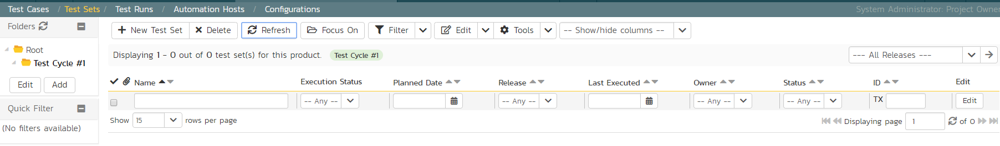 Test Cases / Test Sets / Test Runs / Automation Hosts / Configurations
System Administrator: Project Owner
Folders
Root
Test Cycle #1
Edit Add
Quick Filter
(No filters available)
New Test Set Delete Refresh Focus On Filter Edit Tools -- Show/hide columns --
Displaying 1 - 0 out of 0 test set(s) for this product. Test Cycle #1
--- All Releases ---
Name Execution Status Planned Date Release Last Executed Owner Status ID Edit
-- Any -- -- Any -- -- Any -- -- Any -- TX Edit
Show 15 rows per page
Displaying page 1 of 0